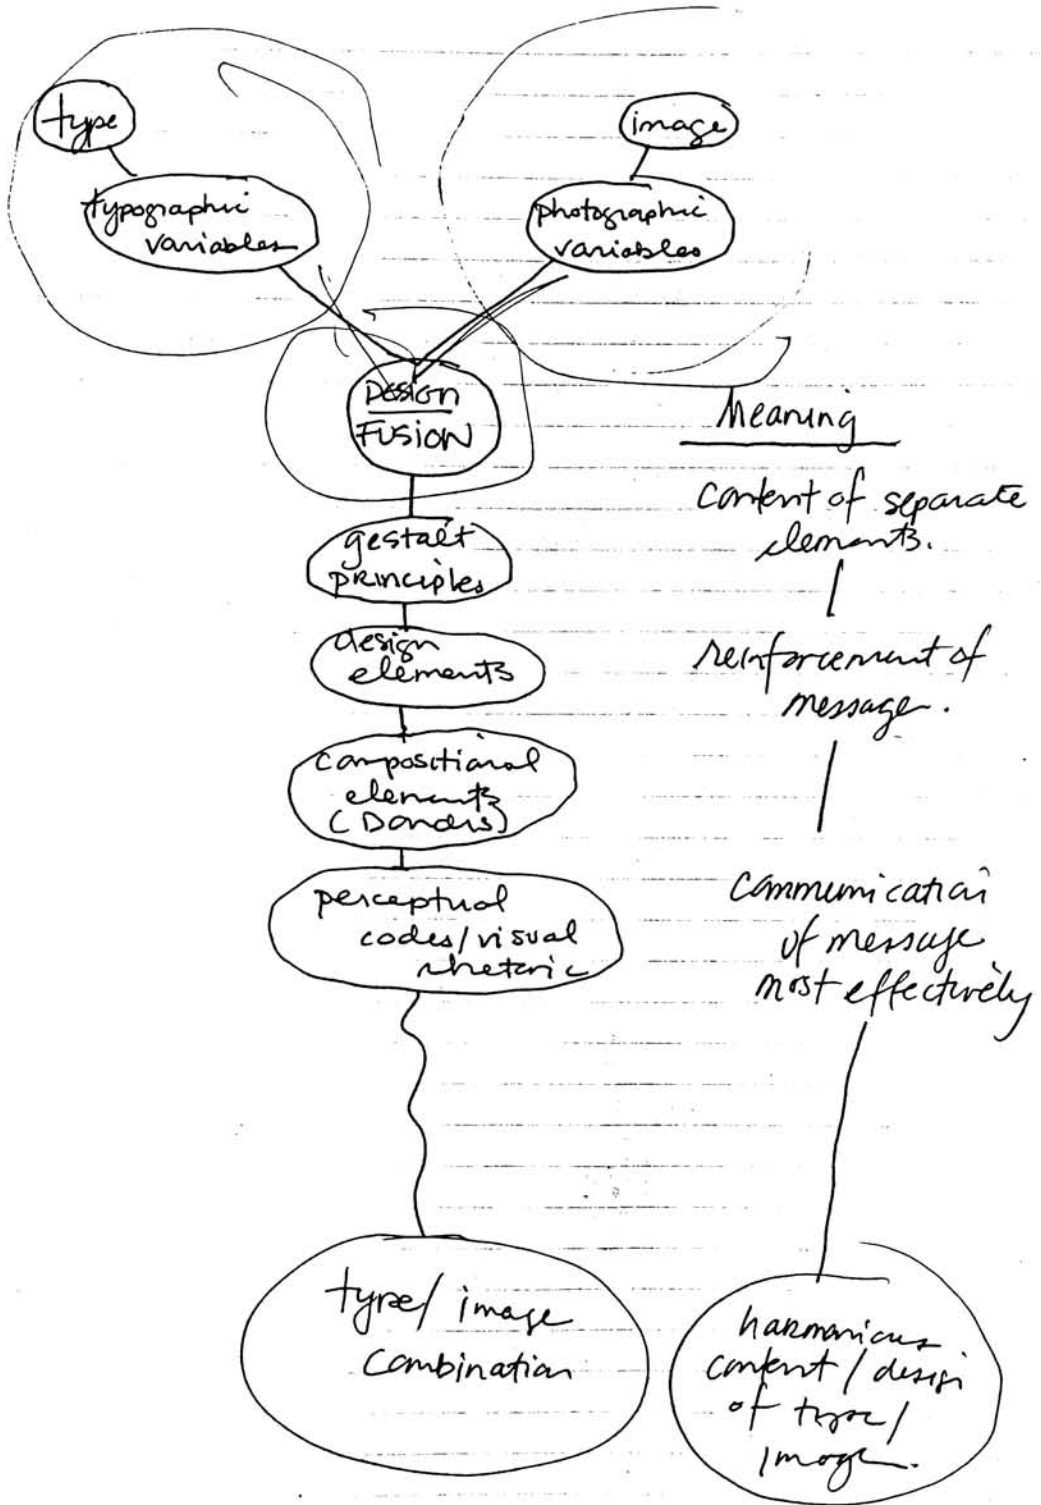 type
image
typographic
variables
photographic
variables
Design
FUSION
Meaning
content of separate
elements.
gestalt
principles
design
elements
reinforcement of
message.
compositional
elements
(Dondis)
perceptual
codes/visual
rhetoric
communication
of message
most effectively
type/image
combination
harmonious
content/design
of type/
image.